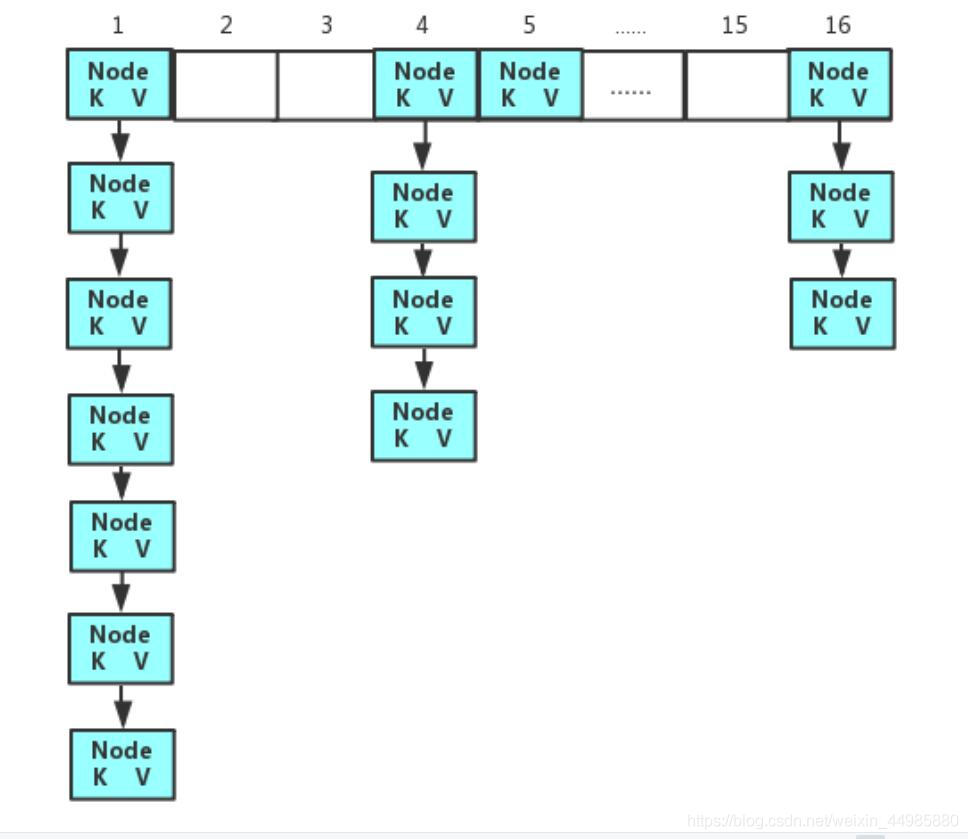 1 2 3 4 5 ...... 15 16
Node Node Node Node
K V K V K V ...... K V
Node
K V
Node Node
K V K V
Node Node Node
K V K V K V
Node
K V
Node
K V
Node
K V
Node
K V
Node
K V
https://blog.csdn.net/weixin_44985880